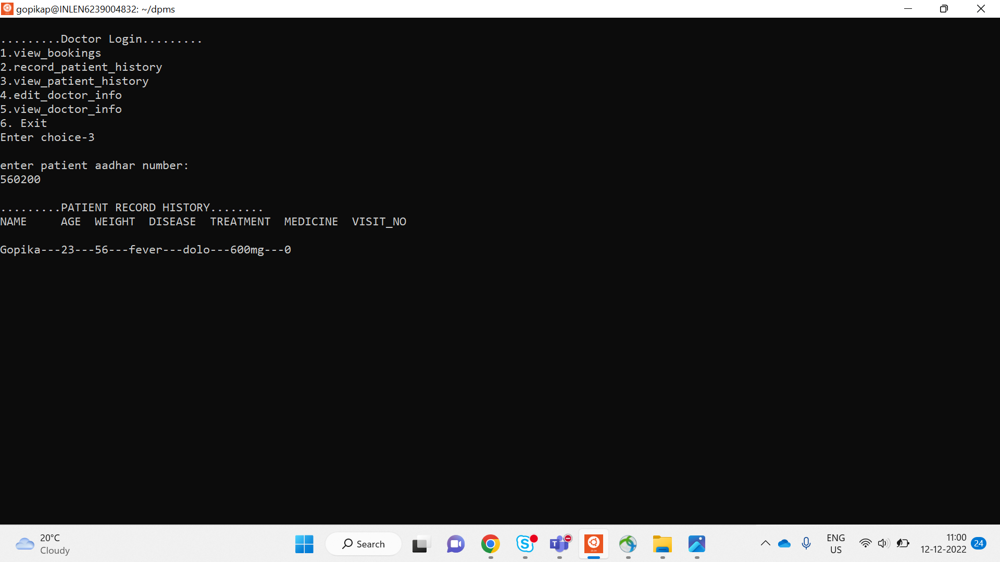 gopikap@INLEN6239004832: ~/dpms
.........Doctor Login.........
1.view_bookings
2.record_patient_history
3.view_patient_history
4.edit_doctor_info
5.view_doctor_info
6. Exit
Enter choice-3
enter patient aadhar number:
560200
.........PATIENT RECORD HISTORY........
NAME     AGE  WEIGHT  DISEASE  TREATMENT  MEDICINE  VISIT_NO
Gopika---23---56---fever---dolo---600mg---0
20°C
Cloudy
Search
ENG
US
11:00
12-12-2022
24